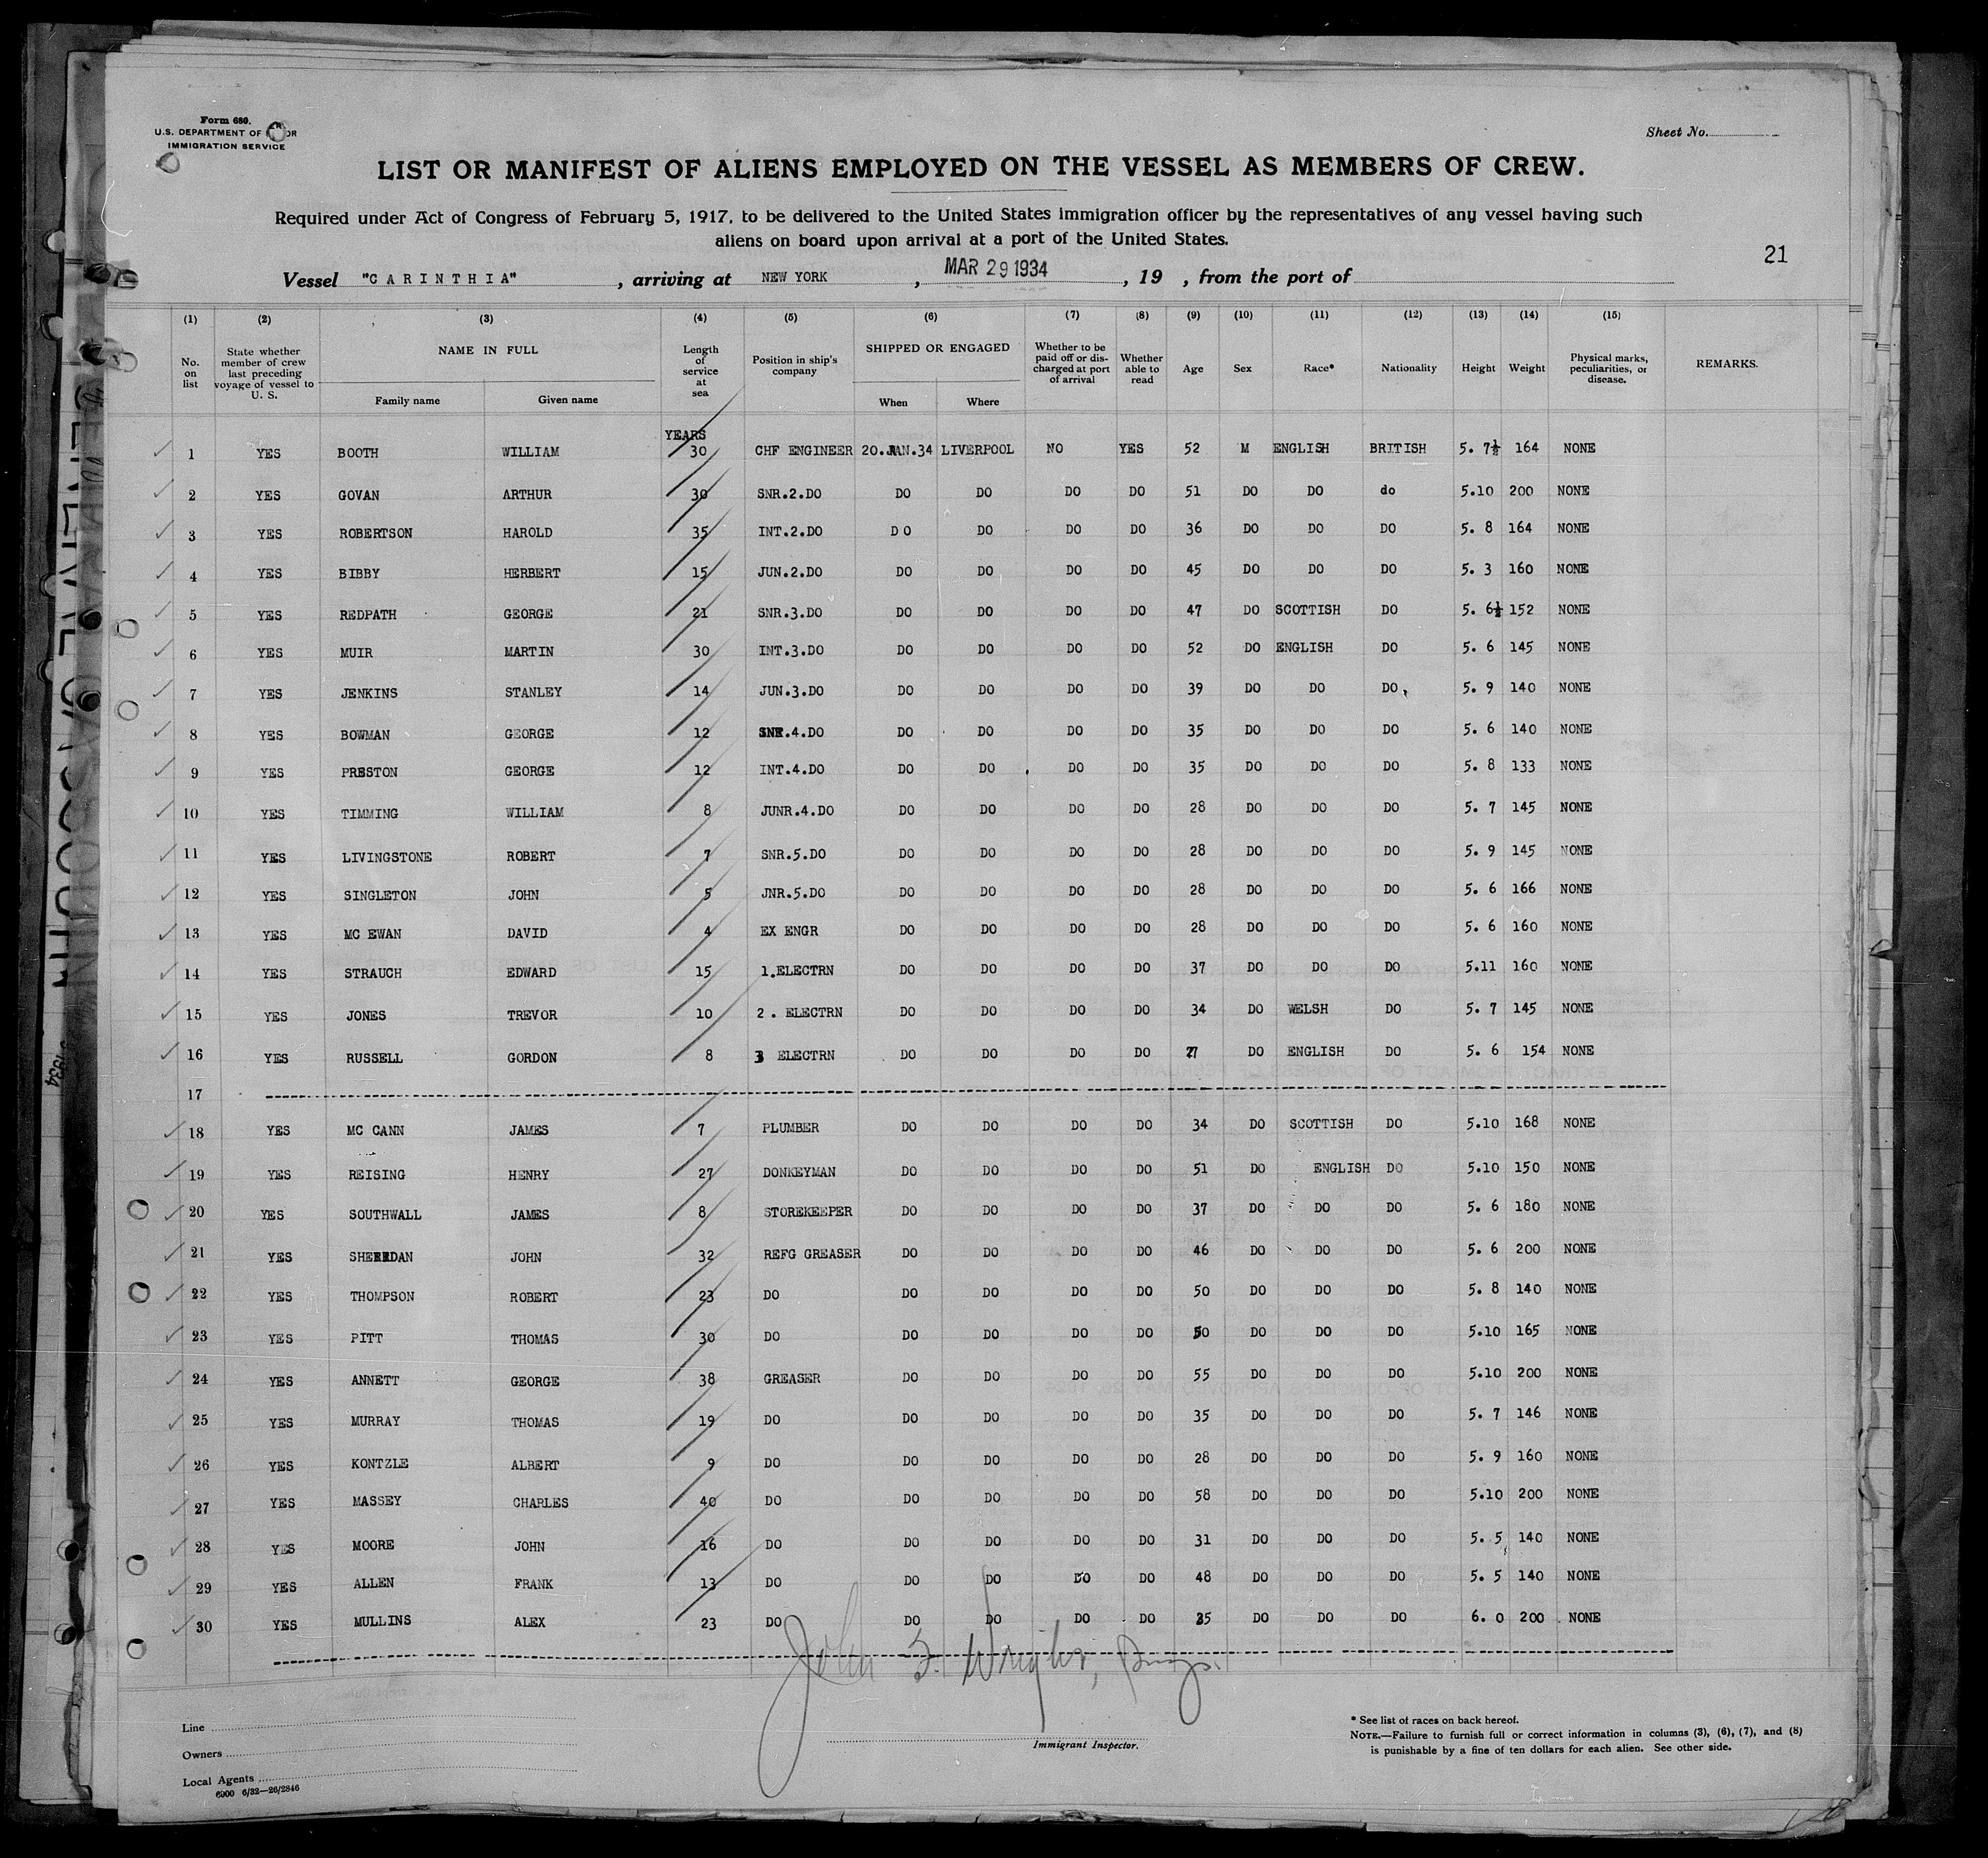 Form 680.
U.S. DEPARTMENT OF
IMMIGRATION SERVICE
Sheet No.
LIST OR MANIFEST OF ALIENS EMPLOYED ON THE VESSEL AS MEMBERS OF CREW.
Required under Act of Congress of February 5, 1917, to be delivered to the United States immigration officer by the representatives of any vessel having such
aliens on board upon arrival at a port of the United States.
21
Vessel "CARINTHIA", arriving at NEW YORK, MAR 29 1934, 19 , from the port of
(1) (2) (3) (4) (5) (6) (7) (8) (9) (10) (11) (12) (13) (14) (15)
No. on list State whether member of crew last preceding voyage of vessel to U. S. NAME IN FULL Length of service at sea Position in ship's company SHIPPED OR ENGAGED Whether to be paid off or discharged at port of arrival Whether able to read Age Sex Race* Nationality Height Weight Physical marks, peculiarities, or disease. REMARKS.
Family name Given name When Where
YEARS
1 YES BOOTH WILLIAM 30 CHF ENGINEER 20.JAN.34 LIVERPOOL NO YES 52 M ENGLISH BRITISH 5. 7½ 164 NONE
2 YES GOVAN ARTHUR 30 SNR.2.DO DO DO DO DO 51 DO DO do 5.10 200 NONE
3 YES ROBERTSON HAROLD 35 INT.2.DO DO DO DO DO 36 DO DO DO 5. 8 164 NONE
4 YES BIBBY HERBERT 15 JUN.2.DO DO DO DO DO 45 DO DO DO 5. 3 160 NONE
5 YES REDPATH GEORGE 21 SNR.3.DO DO DO DO DO 47 DO SCOTTISH DO 5. 6½ 152 NONE
6 YES MUIR MARTIN 30 INT.3.DO DO DO DO DO 52 DO ENGLISH DO 5. 6 145 NONE
7 YES JENKINS STANLEY 14 JUN.3.DO DO DO DO DO 39 DO DO DO 5. 9 140 NONE
8 YES BOWMAN GEORGE 12 SNR.4.DO DO DO DO DO 35 DO DO DO 5. 6 140 NONE
9 YES PRESTON GEORGE 12 INT.4.DO DO DO DO DO 35 DO DO DO 5. 8 133 NONE
10 YES TIMMING WILLIAM 8 JUNR.4.DO DO DO DO DO 28 DO DO DO 5. 7 145 NONE
11 YES LIVINGSTONE ROBERT 7 SNR.5.DO DO DO DO DO 28 DO DO DO 5. 9 145 NONE
12 YES SINGLETON JOHN 5 JNR.5.DO DO DO DO DO 28 DO DO DO 5. 6 166 NONE
13 YES MC EWAN DAVID 4 EX ENGR DO DO DO DO 28 DO DO DO 5. 6 160 NONE
14 YES STRAUCH EDWARD 15 1.ELECTRN DO DO DO DO 37 DO DO DO 5.11 160 NONE
15 YES JONES TREVOR 10 2 . ELECTRN DO DO DO DO 34 DO WELSH DO 5. 7 145 NONE
16 YES RUSSELL GORDON 8 3 ELECTRN DO DO DO DO 27 DO ENGLISH DO 5. 6 154 NONE
17
18 YES MC CANN JAMES 7 PLUMBER DO DO DO DO 34 DO SCOTTISH DO 5.10 168 NONE
19 YES REISING HENRY 27 DONKEYMAN DO DO DO DO 51 DO ENGLISH DO 5.10 150 NONE
20 YES SOUTHWALL JAMES 8 STOREKEEPER DO DO DO DO 37 DO DO DO 5. 6 180 NONE
21 YES JOHN 32 REFG GREASER DO DO DO DO 46 DO DO DO 5. 6 200 NONE
22 YES THOMPSON ROBERT 23 DO DO DO DO DO 50 DO DO DO 5. 8 140 NONE
23 YES PITT THOMAS 30 DO DO DO DO DO 50 DO DO DO 5.10 165 NONE
24 YES ANNETT GEORGE 38 GREASER DO DO DO DO 55 DO DO DO 5.10 200 NONE
25 YES MURRAY THOMAS 19 DO DO DO DO DO 35 DO DO DO 5. 7 146 NONE
26 YES KONTZLE ALBERT 9 DO DO DO DO DO 28 DO DO DO 5. 9 160 NONE
27 YES MASSEY CHARLES 40 DO DO DO DO DO 58 DO DO DO 5.10 200 NONE
28 YES MOORE JOHN 16 DO DO DO DO DO 31 DO DO DO 5. 5 140 NONE
29 YES ALLEN FRANK 13 DO DO DO DO DO 48 DO DO DO 5. 5 140 NONE
30 YES MULLINS ALEX 23 DO DO DO DO DO 35 DO DO DO 6. 0 200 NONE
John S. Wright,
Line
Owners
Local Agents
6000 6/32—26/2846
Immigrant Inspector.
* See list of races on back hereof.
NOTE.—Failure to furnish full or correct information in columns (3), (6), (7), and (8)
is punishable by a fine of ten dollars for each alien. See other side.